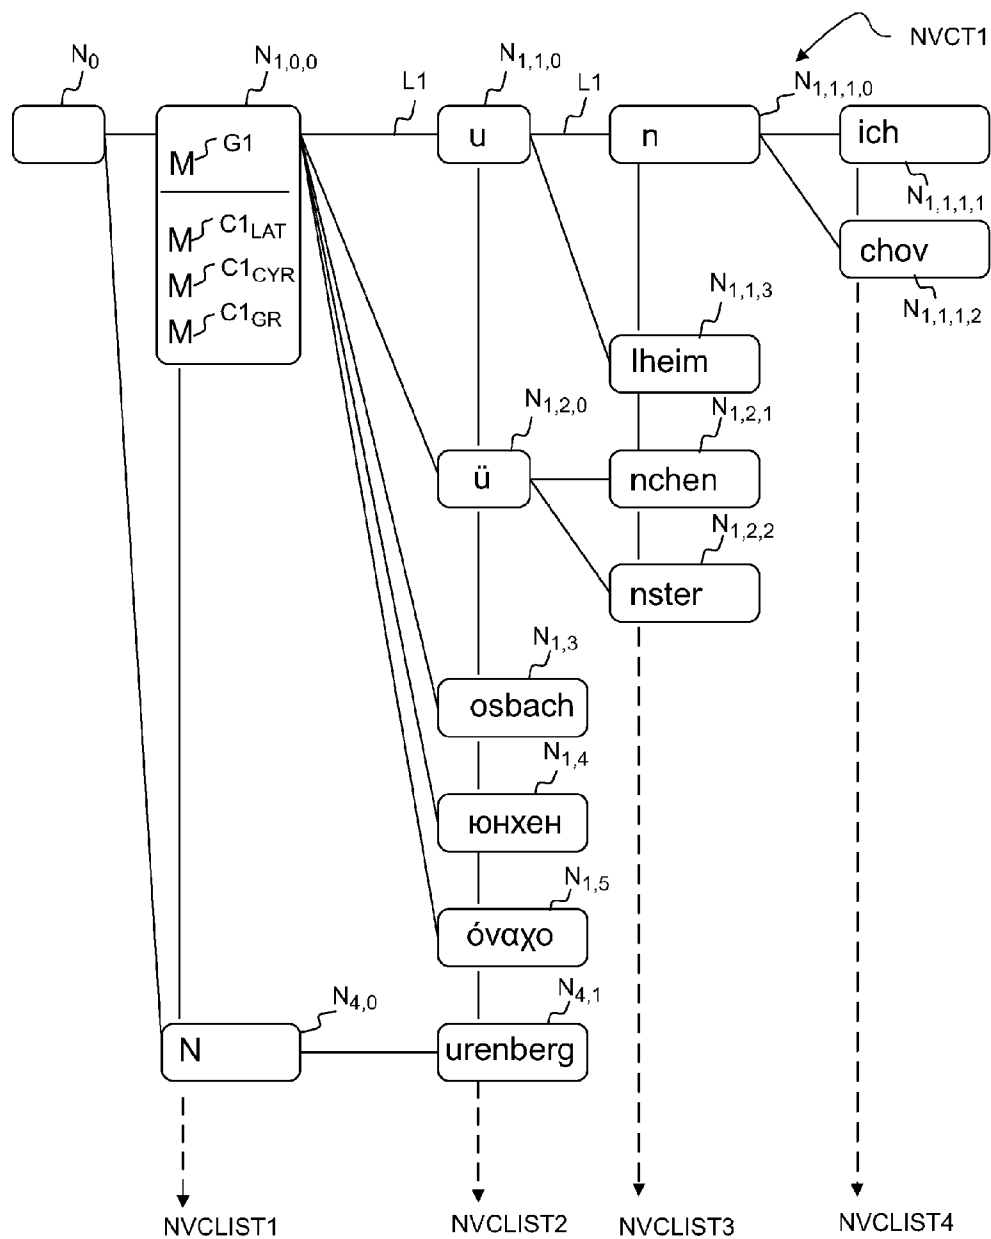 NVCT1
N0
N1,0,0
L1
N1,1,0
L1
N1,1,1,0
M G1
u
n
ich
N1,1,1,1
M C1LAT
M C1CYR
M C1GR
chov
N1,1,1,2
N1,1,3
lheim
N1,2,0
N1,2,1
ü
nchen
N1,2,2
nster
N1,3
osbach
N1,4
юнхен
N1,5
όναχο
N4,0
N4,1
N
urenberg
NVCLIST1
NVCLIST2
NVCLIST3
NVCLIST4